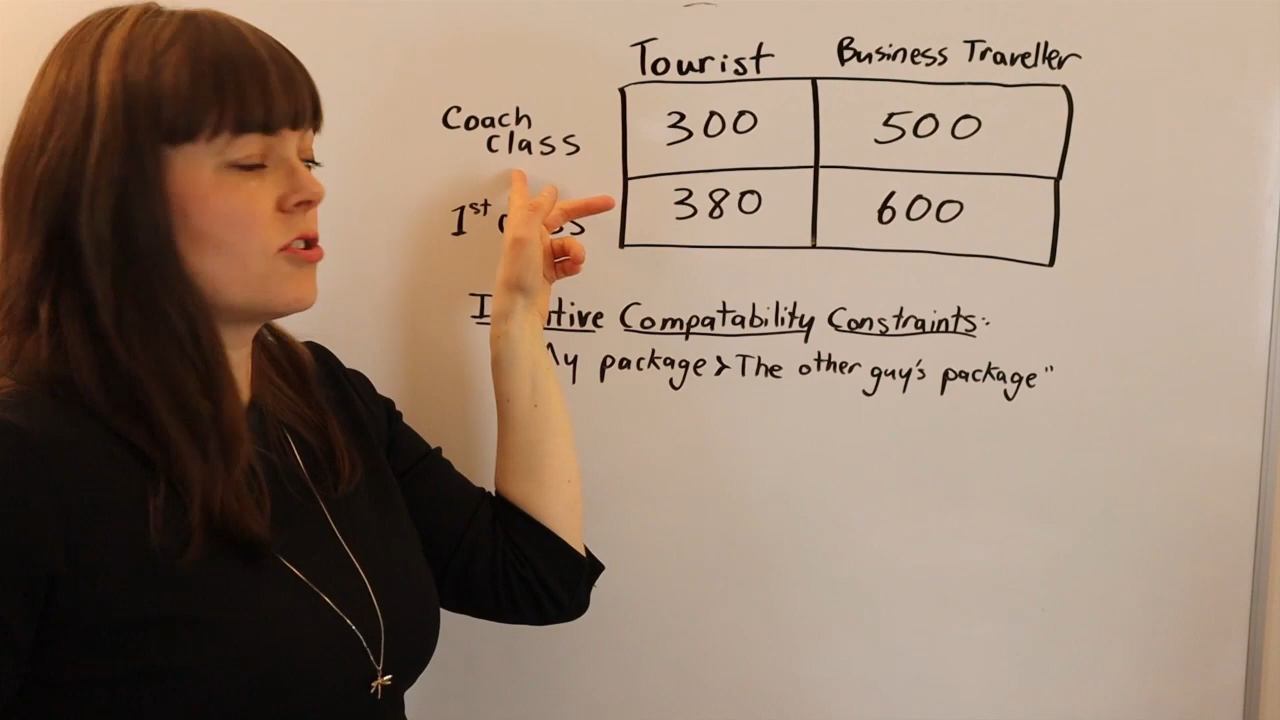 Tourist Business Traveller
Coach class 300 500
1st 380 600
Compatability Constraints:
package > The other guy's package"